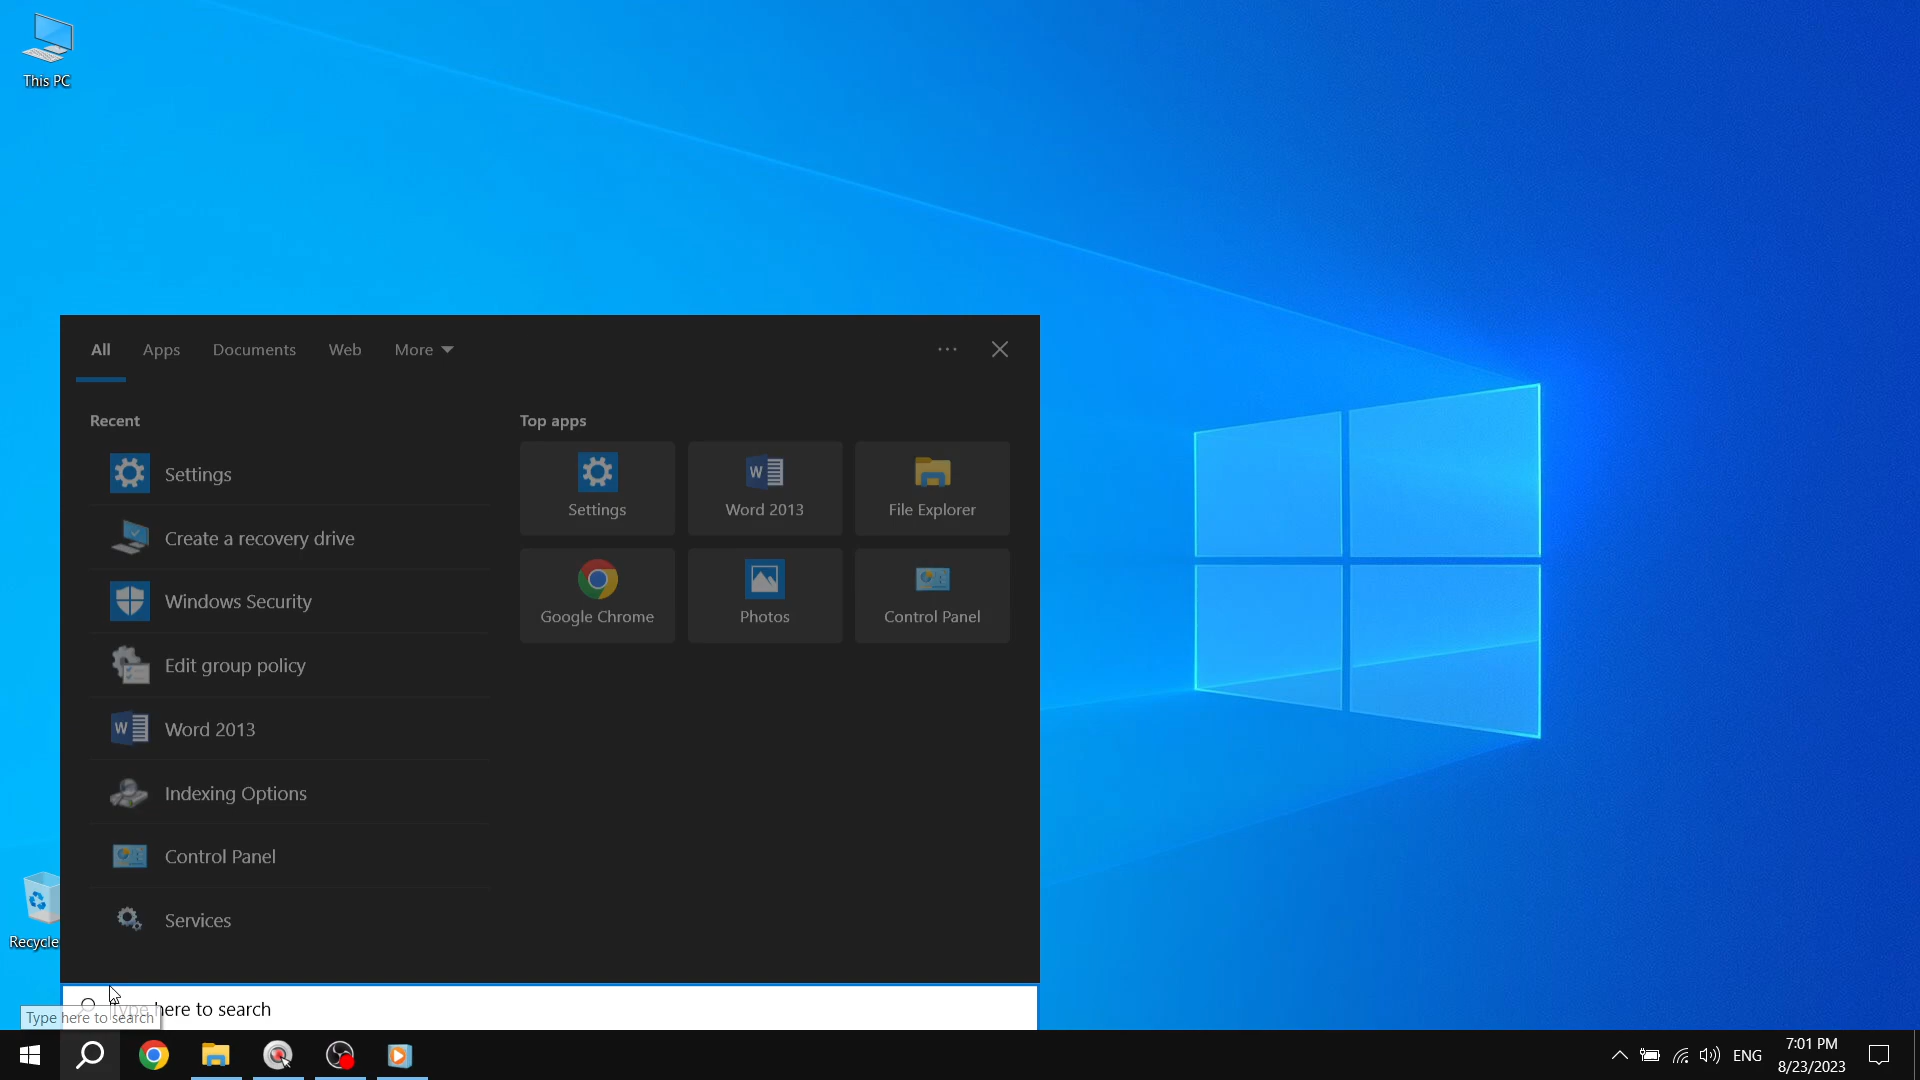 This PC
All Apps Documents Web More
Recent
Top apps
Settings
Create a recovery drive
Windows Security
Edit group policy
Word 2013
Indexing Options
Control Panel
Services
Settings
Word 2013
File Explorer
Google Chrome
Photos
Control Panel
Recycle
Type here to search
Type here to search
ENG
7:01 PM
8/23/2023